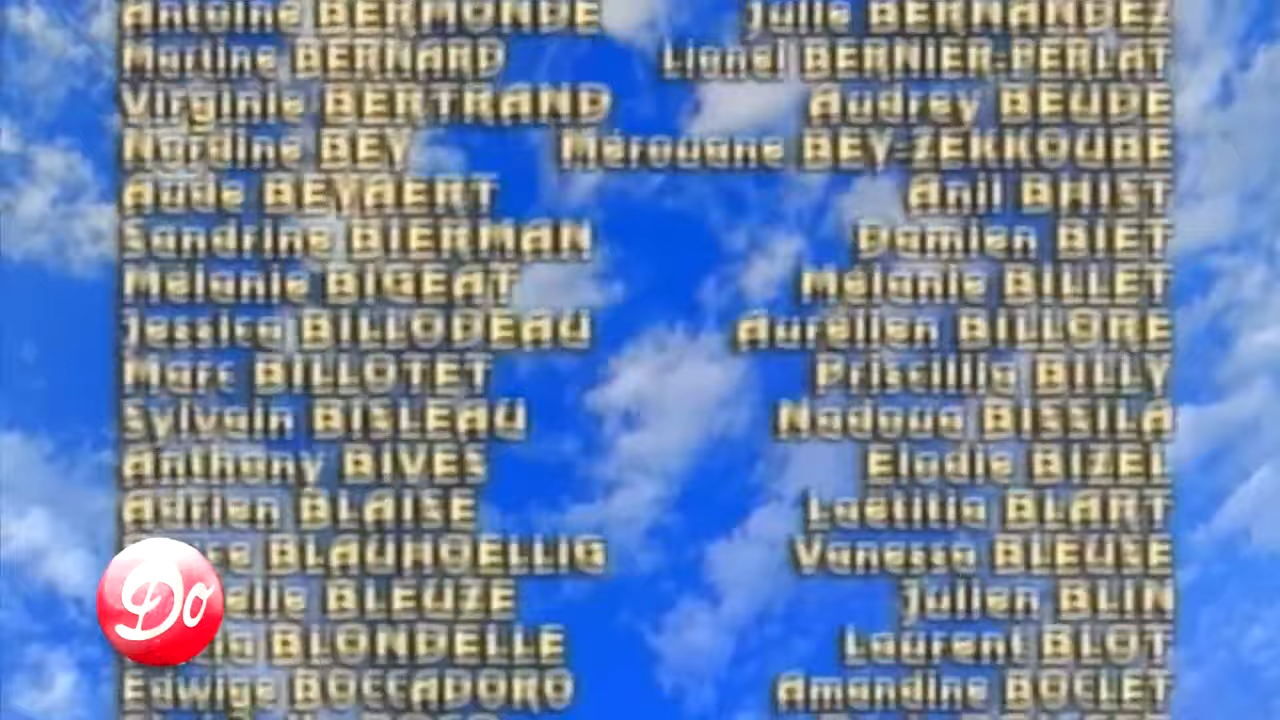 Antoine BERMONDE Julie BERNANDEZ
Martine BERNARD Lionel BERNIER-PERLAT
Virginie BERTRAND Audrey BEUDE
Nordine BEY Mérouane BEY-ZEKKOUBE
Aude BEYAERT Anil BHIST
Sandrine BIERMAN Damien BIET
Mélanie BIGEAT Mélanie BILLET
Jessica BILLODEAU Aurélien BILLORE
Marc BILLOTET Priscillia BILLY
Sylvain BISLEAU Nadoua BISSILA
Anthony BIVES Elodie BIZEL
Adrien BLAISE Laëtitia BLART
BLAUHOELLIG Vanessa BLEUSE
BLEUZE Julien BLIN
BLONDELLE Laurent BLOT
Edwige BOCCADORO Amandine BOCLET
Do